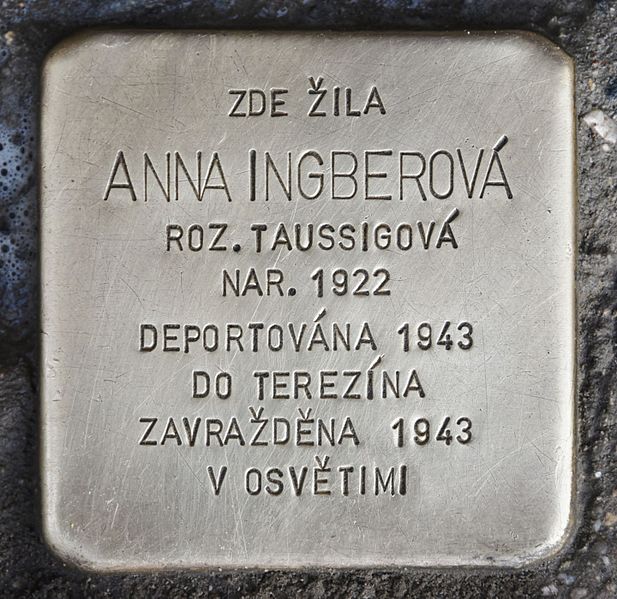 ZDE ŽILA
ANNA INGBEROVÁ
ROZ. TAUSSIGOVÁ
NAR. 1922
DEPORTOVÁNA 1943
DO TEREZÍNA
ZAVRAŽDĚNA 1943
V OSVĚTIMI